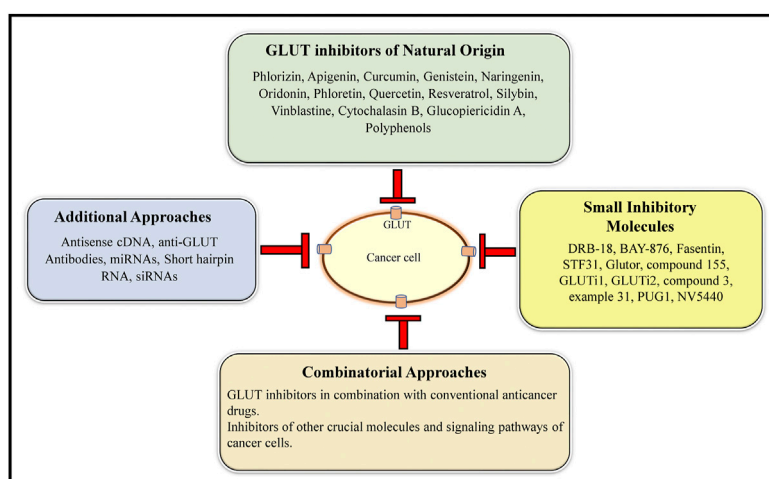 GLUT inhibitors of Natural Origin
Phlorizin, Apigenin, Curcumin, Genistein, Naringenin,
Oridonin, Phloretin, Quercetin, Resveratrol, Silybin,
Vinblastine, Cytochalasin B, Glucopiericidin A,
Polyphenols
Additional Approaches
Antisense cDNA, anti-GLUT
Antibodies, miRNAs, Short hairpin
RNA, siRNAs
GLUT
Cancer cell
Small Inhibitory
Molecules
DRB-18, BAY-876, Fasentin,
STF31, Glutor, compound 155,
GLUTi1, GLUTi2, compound 3,
example 31, PUG1, NV5440
Combinatorial Approaches
GLUT inhibitors in combination with conventional anticancer
drugs.
Inhibitors of other crucial molecules and signaling pathways of
cancer cells.